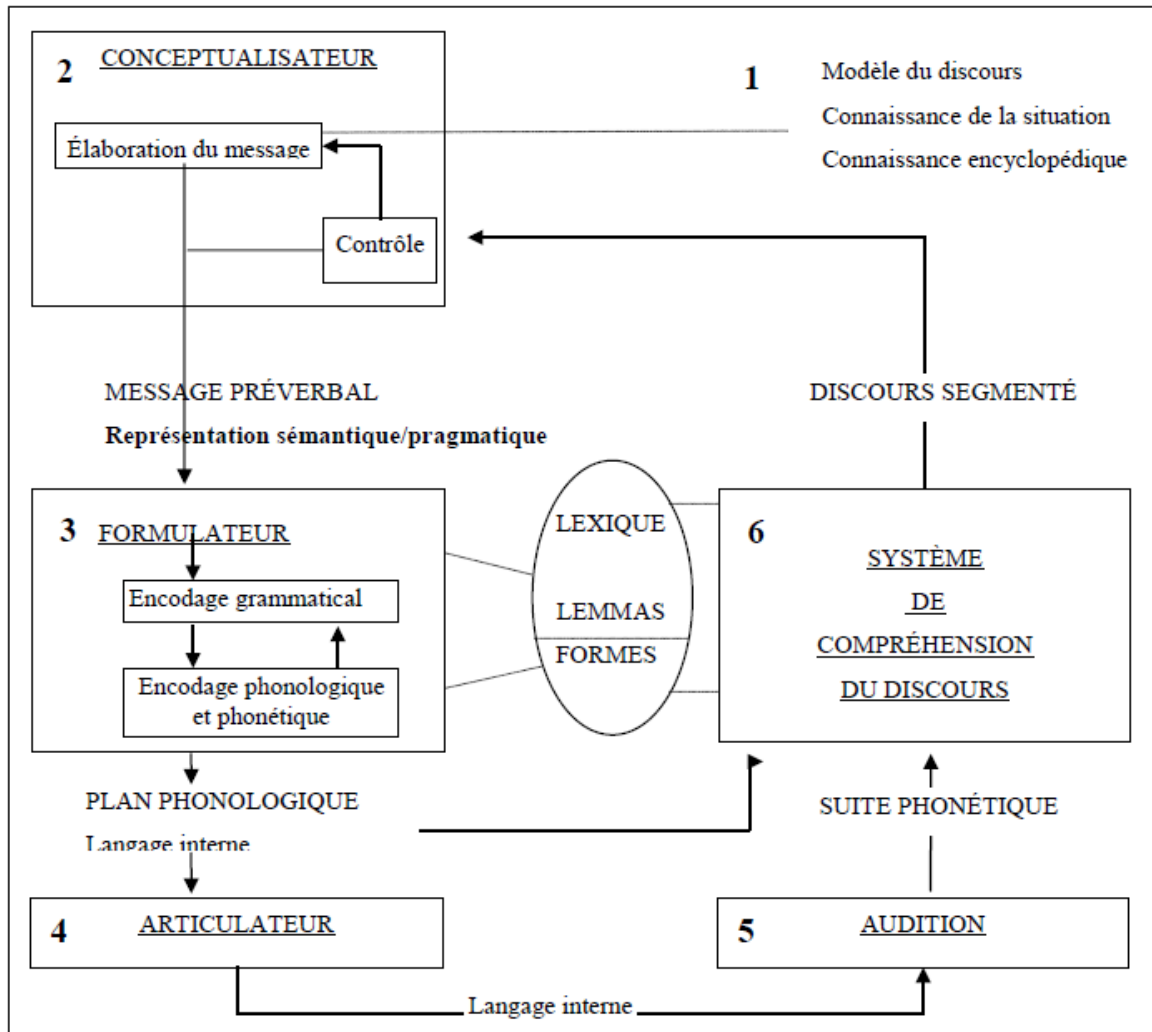 2
CONCEPTUALISATEUR
Élaboration du message
Contrôle
1
Modèle du discours
Connaissance de la situation
Connaissance encyclopédique
MESSAGE PRÉVERBAL
Représentation sémantique/pragmatique
DISCOURS SEGMENTÉ
3
FORMULATEUR
Encodage grammatical
Encodage phonologique
et phonétique
LEXIQUE
LEMMAS
FORMES
6
SYSTÈME
DE
COMPRÉHENSION
DU DISCOURS
PLAN PHONOLOGIQUE
Langage interne
SUITE PHONÉTIQUE
4
ARTICULATEUR
5
AUDITION
Langage interne